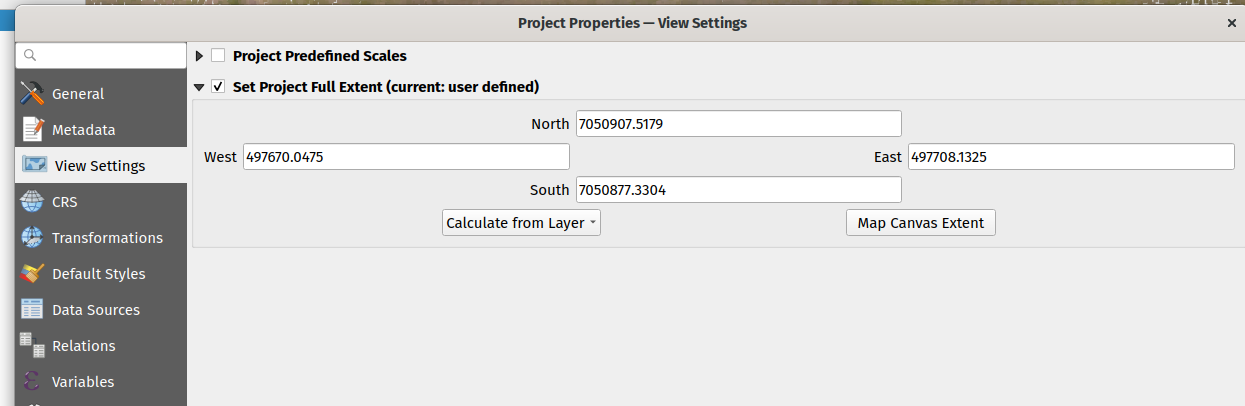 Project Properties — View Settings
Project Predefined Scales
Set Project Full Extent (current: user defined)
General
Metadata
View Settings
CRS
Transformations
Default Styles
Data Sources
Relations
Variables
North 7050907.5179
West 497670.0475 East 497708.1325
South 7050877.3304
Calculate from Layer Map Canvas Extent